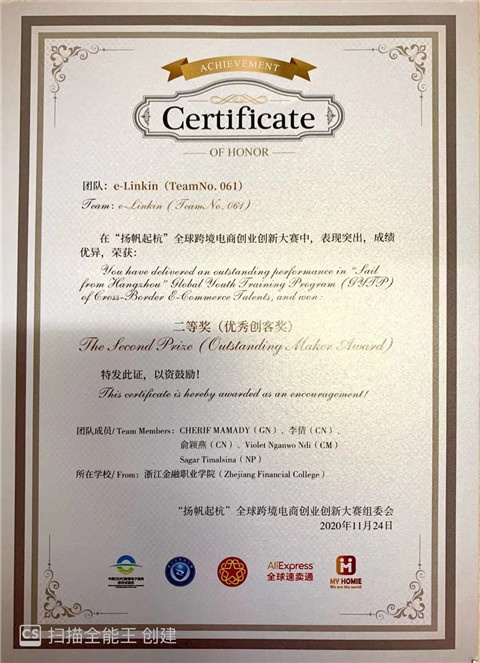 ACHIEVEMENT
Certificate
OF HONOR
团队：e-Linkin（TeamNo. 061）
Team: e-Linkin ( TeamNo. 061)
在“扬帆起杭”全球跨境电商创业创新大赛中，表现突出，成绩
优异，荣获：
You have delivered an outstanding performance in "Sail
from Hangzhou" Global Youth Training Program (GYTP)
of Cross-Border E-Commerce Talents, and won:
二等奖（优秀创客奖）
The Second Prize (Outstanding Maker Award)
特发此证，以资鼓励！
This certificate is hereby awarded as an encouragement!
团队成员/ Team Members：CHERIF MAMADY（GN）、李倩（CN）、
俞颖燕（CN）、Violet Nganwo Ndi（CM）
Sagar Timalsina（NP）
所在学校/ From：浙江金融职业学院（Zhejiang Financial College）
“扬帆起杭”全球跨境电商创业创新大赛组委会
2020年11月24日
AliExpress
全球速卖通
MY HOMIE
We are the world
CS 扫描全能王 创建